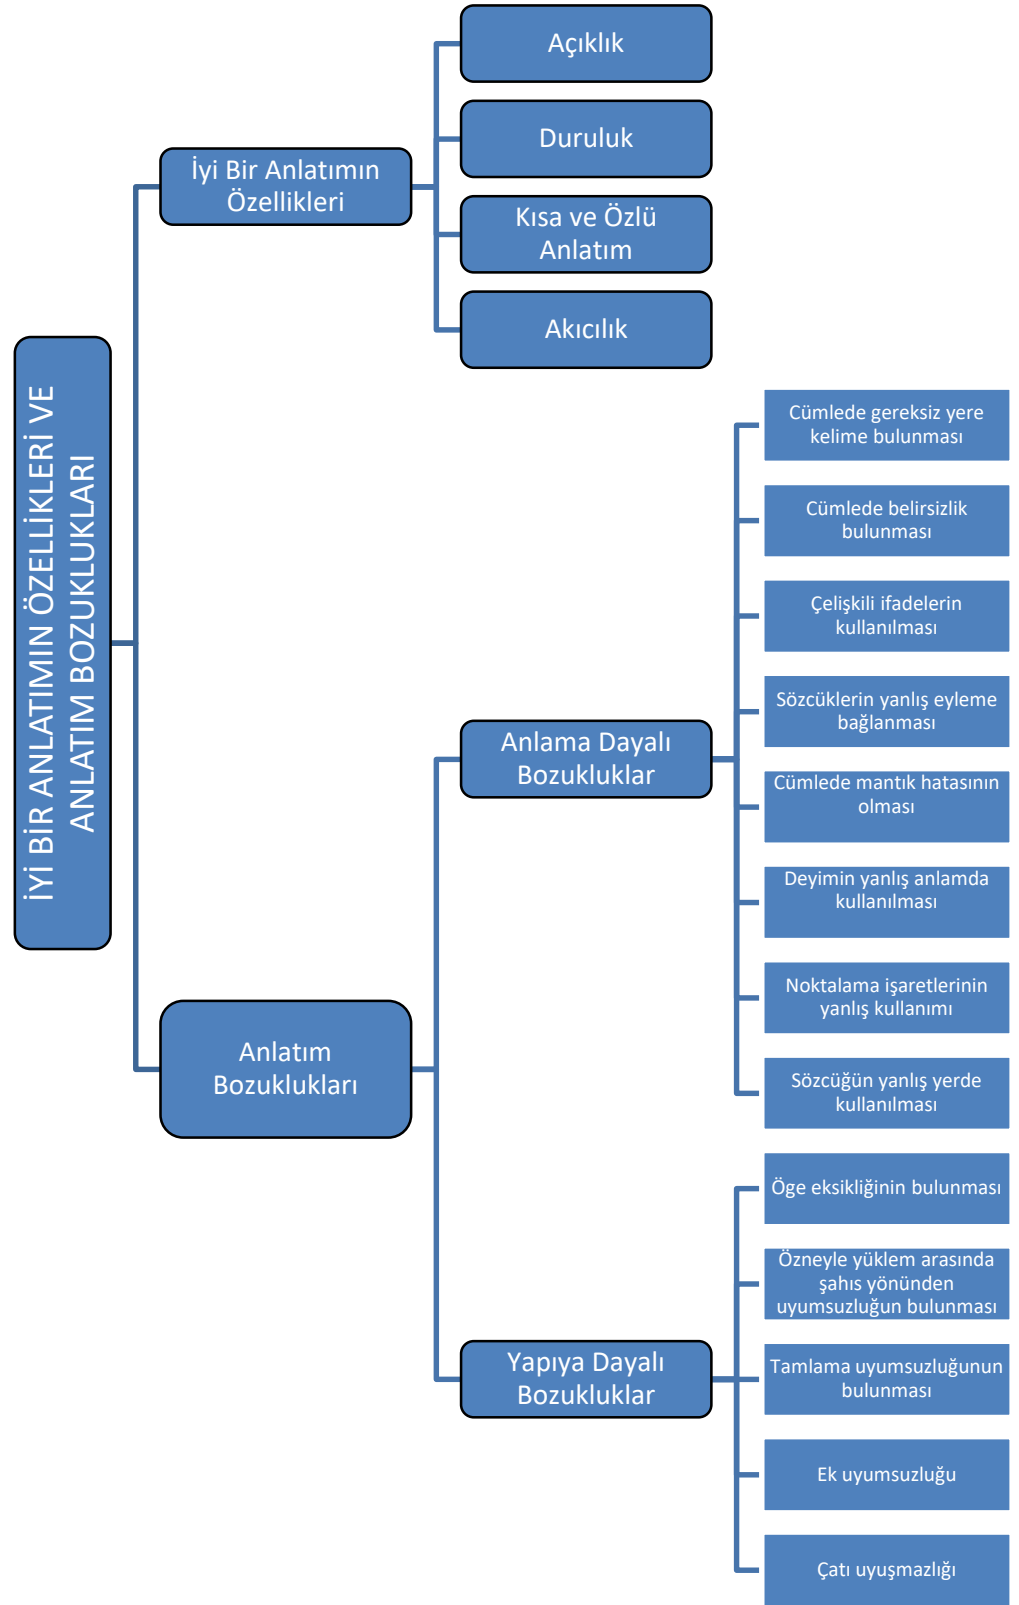 İYİ BİR ANLATIMIN ÖZELLİKLERİ VE
ANLATIM BOZUKLUKLARI
İyi Bir Anlatımın
Özellikleri
Açıklık
Duruluk
Kısa ve Özlü
Anlatım
Akıcılık
Anlatım
Bozuklukları
Anlama Dayalı
Bozukluklar
Cümlede gereksiz yere
kelime bulunması
Cümlede belirsizlik
bulunması
Çelişkili ifadelerin
kullanılması
Sözcüklerin yanlış eyleme
bağlanması
Cümlede mantık hatasının
olması
Deyimin yanlış anlamda
kullanılması
Noktalama işaretlerinin
yanlış kullanımı
Sözcüğün yanlış yerde
kullanılması
Yapıya Dayalı
Bozukluklar
Öge eksikliğinin bulunması
Özneyle yüklem arasında
şahıs yönünden
uyumsuzluğun bulunması
Tamlama uyumsuzluğunun
bulunması
Ek uyumsuzluğu
Çatı uyuşmazlığı